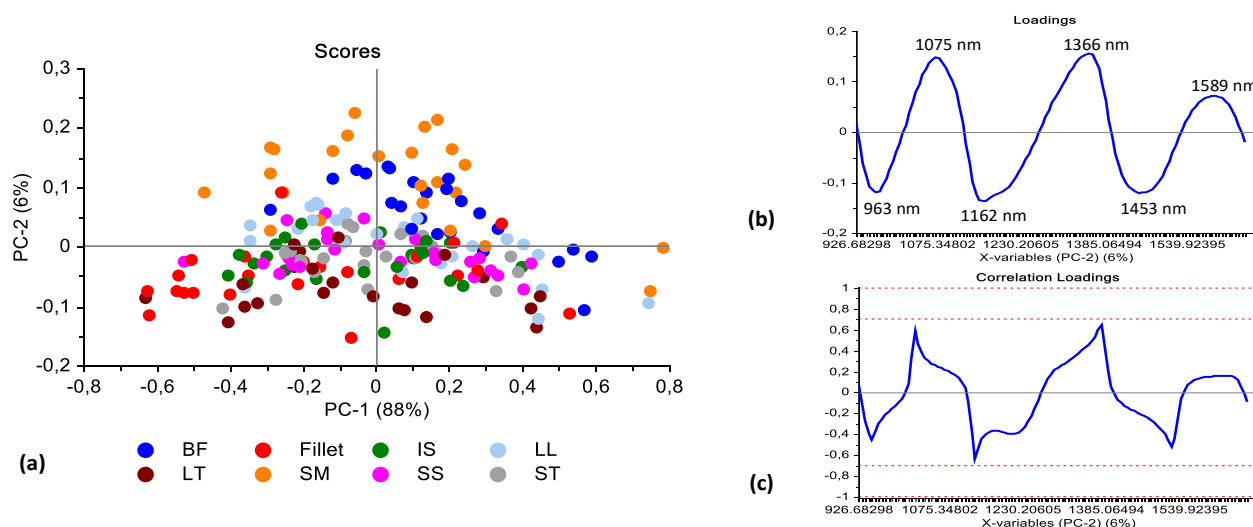 Scores
0,3
0,2
0,1
0
-0,1
-0,2
PC-2 (6%)
-0,8 -0,6 -0,4 -0,2 0 0,2 0,4 0,6 0,8
PC-1 (88%)
BF Fillet IS LL
LT SM SS ST
(a)
Loadings
0,2
0,1
0
-0,1
-0,2
1075 nm 1366 nm 1589 nm
963 nm 1162 nm 1453 nm
926.68298 1075.34802 1230.20605 1385.06494 1539.92395
X-variables (PC-2) (6%)
(b)
Correlation Loadings
1
0,8
0,6
0,4
0,2
0
-0,2
-0,4
-0,6
-0,8
-1
926.68298 1075.34802 1230.20605 1385.06494 1539.92395
X-variables (PC-2) (6%)
(c)